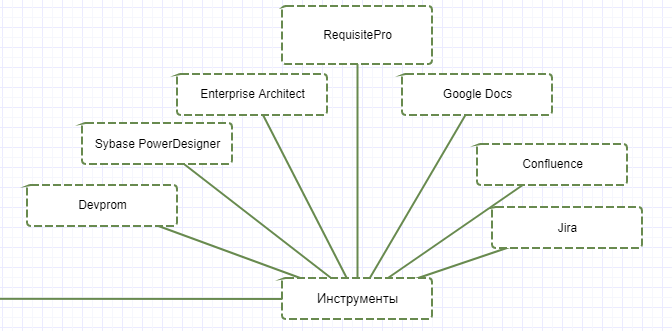 RequisitePro
Enterprise Architect
Google Docs
Sybase PowerDesigner
Confluence
Devprom
Jira
Инструменты